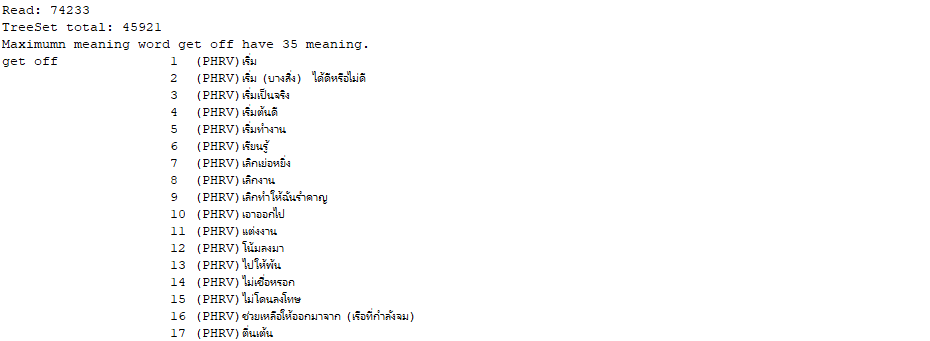 Read: 74233
TreeSet total: 45921
Maximumn meaning word get off have 35 meaning.
get off 1 (PHRV)เริ่ม
2 (PHRV)เริ่ม (บางสิ่ง) ได้ดีหรือไม่ดี
3 (PHRV)เริ่มเป็นจริง
4 (PHRV)เริ่มต้นดี
5 (PHRV)เริ่มทำงาน
6 (PHRV)เรียนรู้
7 (PHRV)เลิกเย่อหยิ่ง
8 (PHRV)เลิกงาน
9 (PHRV)เลิกทำให้ฉันรำคาญ
10 (PHRV)เอาออกไป
11 (PHRV)แต่งงาน
12 (PHRV)โน้มลงมา
13 (PHRV)ไปให้พ้น
14 (PHRV)ไม่เชื่อหรอก
15 (PHRV)ไม่โดนลงโทษ
16 (PHRV)ช่วยเหลือให้ออกมาจาก (เรือที่กำลังจม)
17 (PHRV)ตื่นเต้น